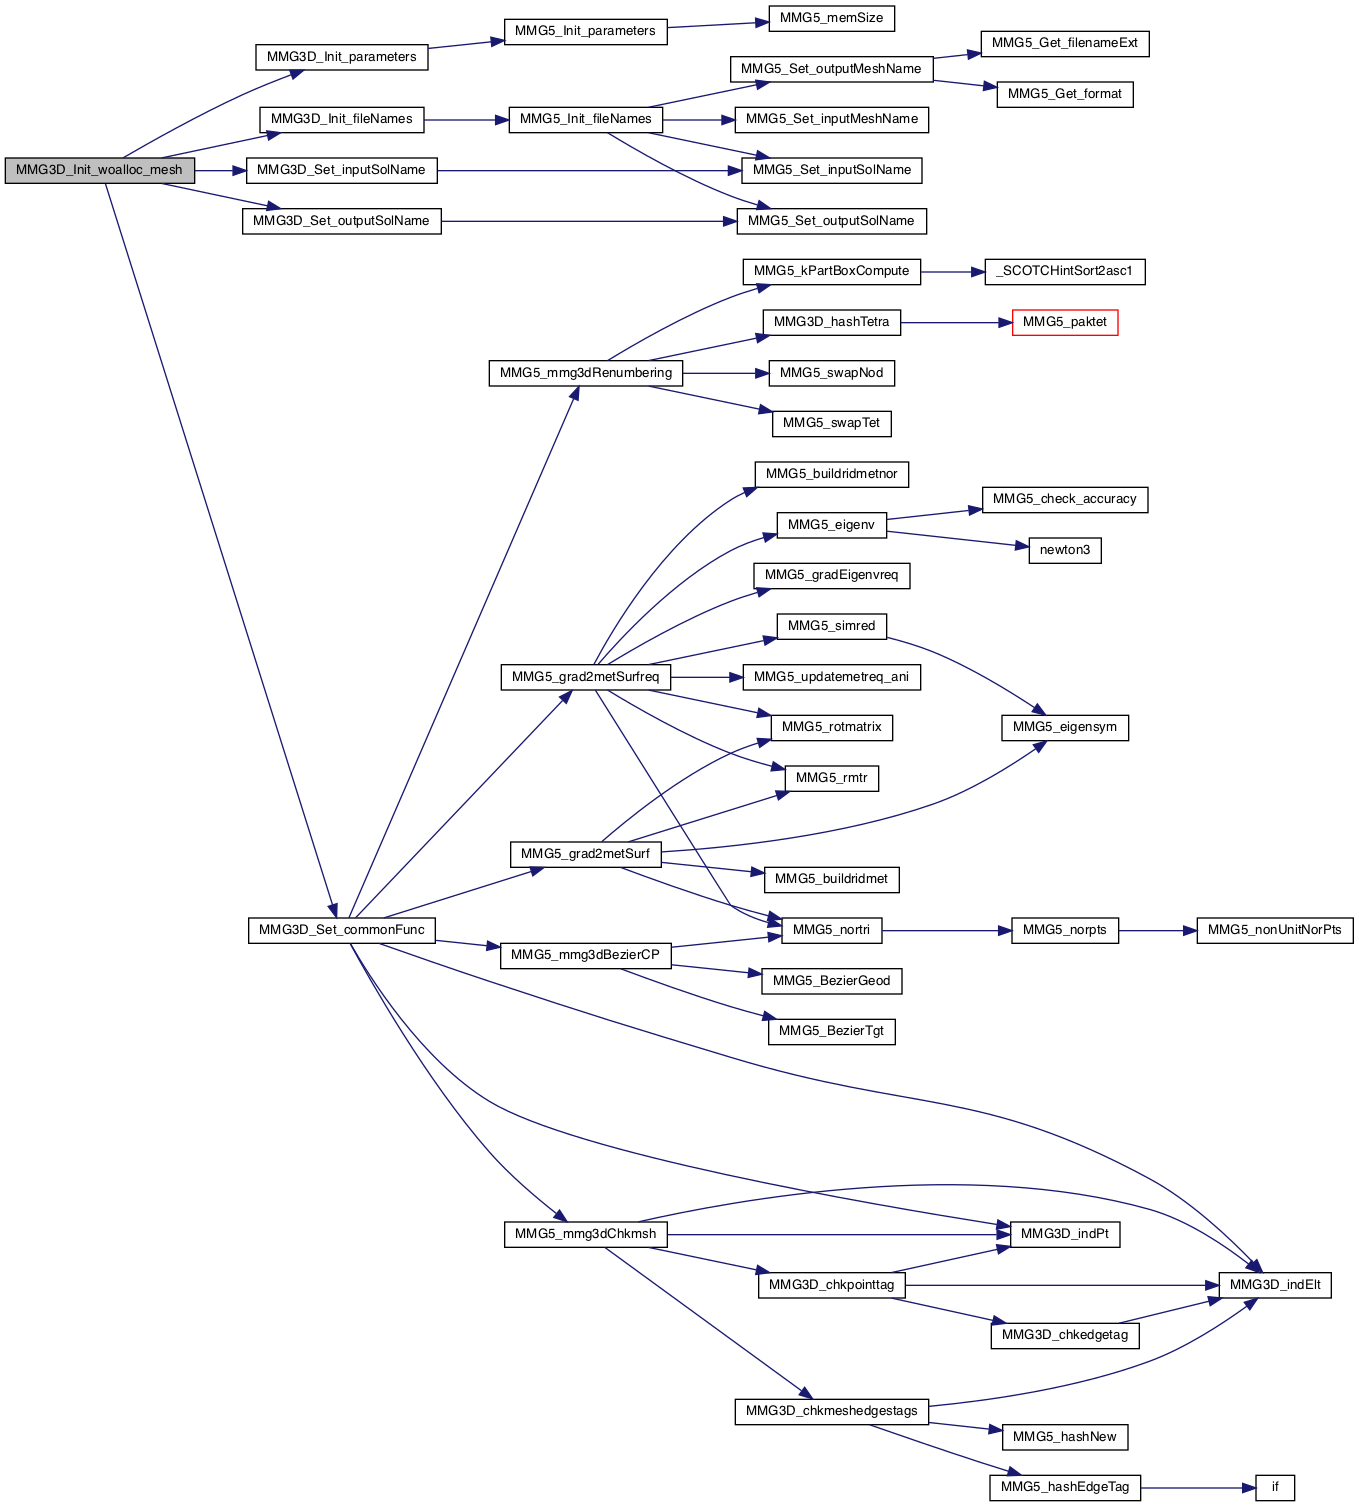 MMG5_memSize
MMG5_Init_parameters
MMG5_Get_filenameExt
MMG3D_Init_parameters
MMG5_Set_outputMeshName
MMG5_Get_format
MMG3D_Init_fileNames
MMG5_Init_fileNames
MMG5_Set_inputMeshName
MMG3D_Init_woalloc_mesh
MMG3D_Set_inputSolName
MMG5_Set_inputSolName
MMG3D_Set_outputSolName
MMG5_Set_outputSolName
MMG5_kPartBoxCompute
_SCOTCHintSort2asc1
MMG3D_hashTetra
MMG5_paktet
MMG5_mmg3dRenumbering
MMG5_swapNod
MMG5_swapTet
MMG5_buildridmetnor
MMG5_check_accuracy
MMG5_eigenv
newton3
MMG5_gradEigenvreq
MMG5_simred
MMG5_grad2metSurfreq
MMG5_updatemetreq_ani
MMG5_rotmatrix
MMG5_eigensym
MMG5_rmtr
MMG5_grad2metSurf
MMG5_buildridmet
MMG3D_Set_commonFunc
MMG5_nortri
MMG5_norpts
MMG5_nonUnitNorPts
MMG5_mmg3dBezierCP
MMG5_BezierGeod
MMG5_BezierTgt
MMG5_mmg3dChkmsh
MMG3D_indPt
MMG3D_chkpointtag
MMG3D_indElt
MMG3D_chkedgetag
MMG3D_chkmeshedgestags
MMG5_hashNew
MMG5_hashEdgeTag
if